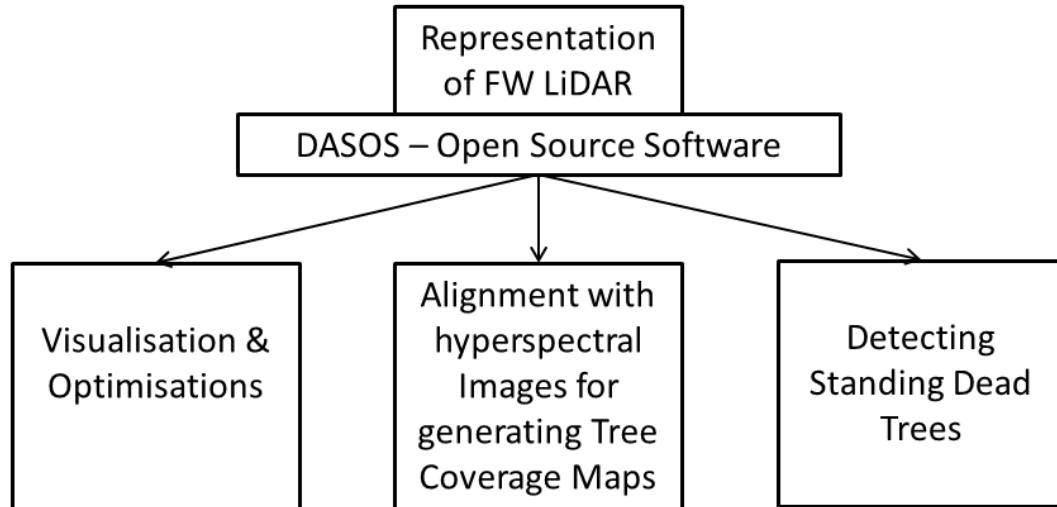 Representation
of FW LiDAR
DASOS – Open Source Software
Visualisation &
Optimisations
Alignment with
hyperspectral
Images for
generating Tree
Coverage Maps
Detecting
Standing Dead
Trees